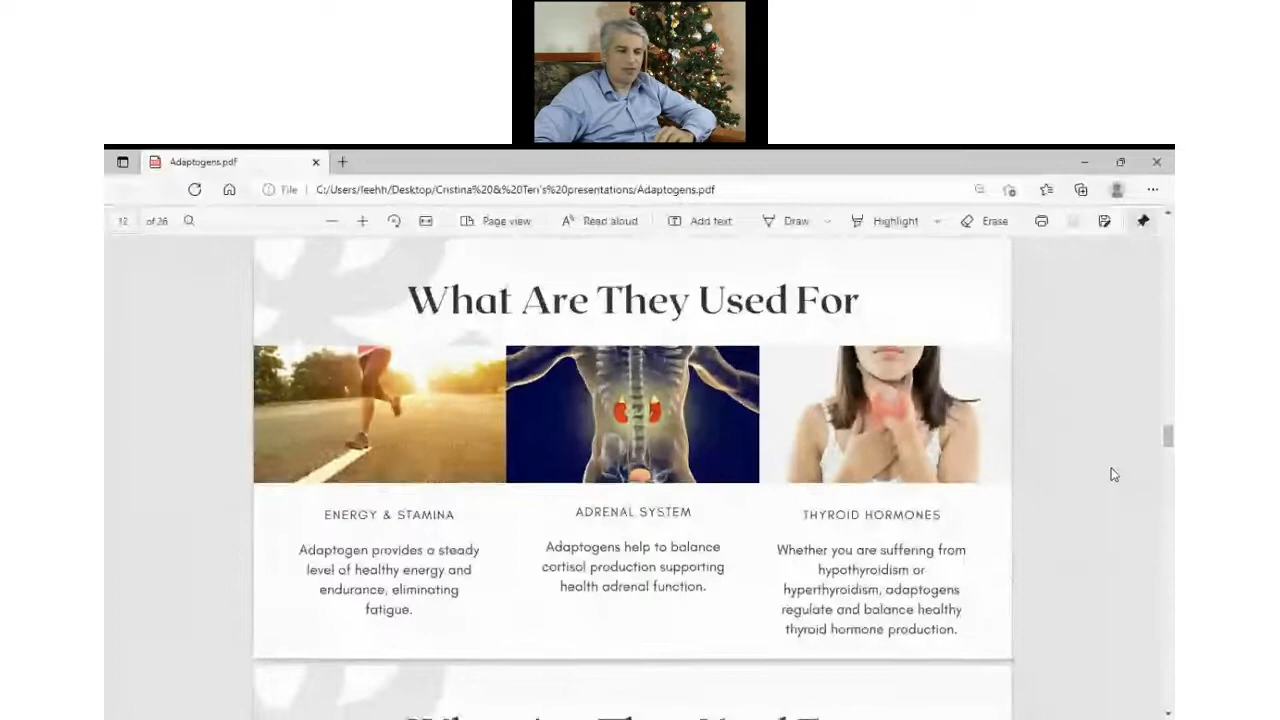 Adaptogens.pdf
File
C:/Users/leehh/Desktop/Cristina%20&%20Teri's%20presentations/Adaptogens.pdf
12 of 26
Page view
Read aloud
Add text
Draw
Highlight
Erase
What Are They Used For
ENERGY & STAMINA
Adaptogen provides a steady
level of healthy energy and
endurance, eliminating
fatigue.
ADRENAL SYSTEM
Adaptogens help to balance
cortisol production supporting
health adrenal function.
THYROID HORMONES
Whether you are suffering from
hypothyroidism or
hyperthyroidism, adaptogens
regulate and balance healthy
thyroid hormone production.